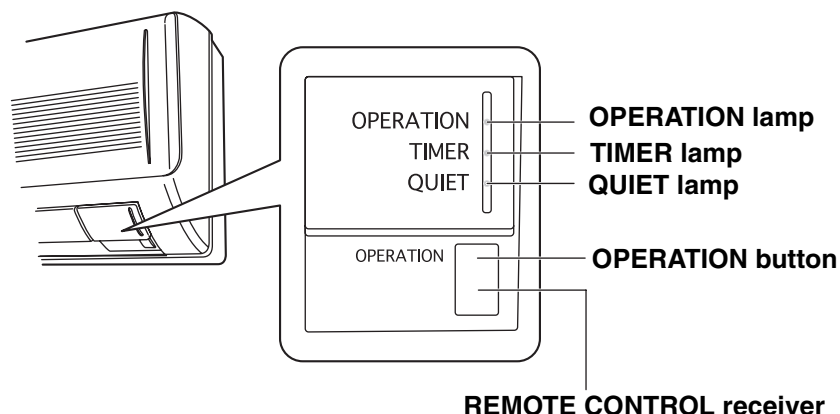 OPERATION OPERATION lamp
TIMER TIMER lamp
QUIET QUIET lamp
OPERATION OPERATION button
REMOTE CONTROL receiver